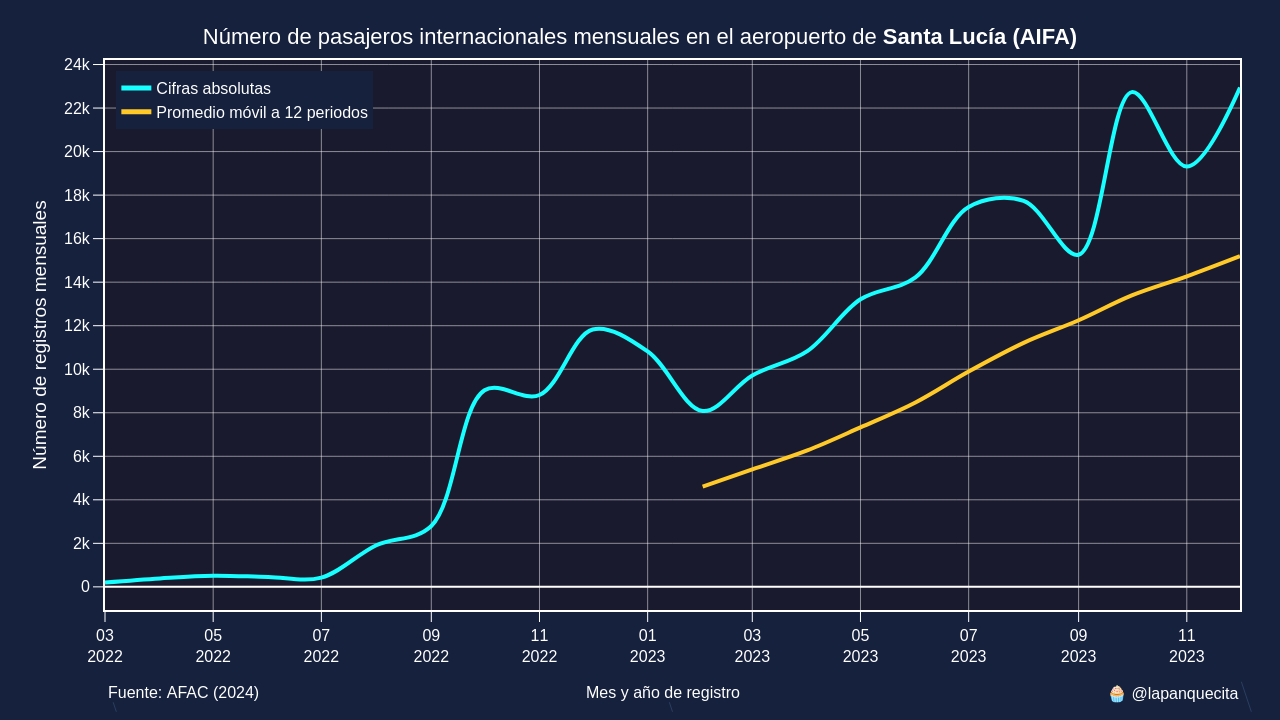 Número de pasajeros internacionales mensuales en el aeropuerto de Santa Lucía (AIFA)
Cifras absolutas
Promedio móvil a 12 periodos
Número de registros mensuales
24k
22k
20k
18k
16k
14k
12k
10k
8k
6k
4k
2k
0
03 05 07 09 11 01 03 05 07 09 11
2022 2022 2022 2022 2022 2023 2023 2023 2023 2023 2023
Fuente: AFAC (2024) Mes y año de registro 🧁 @lapanquecita